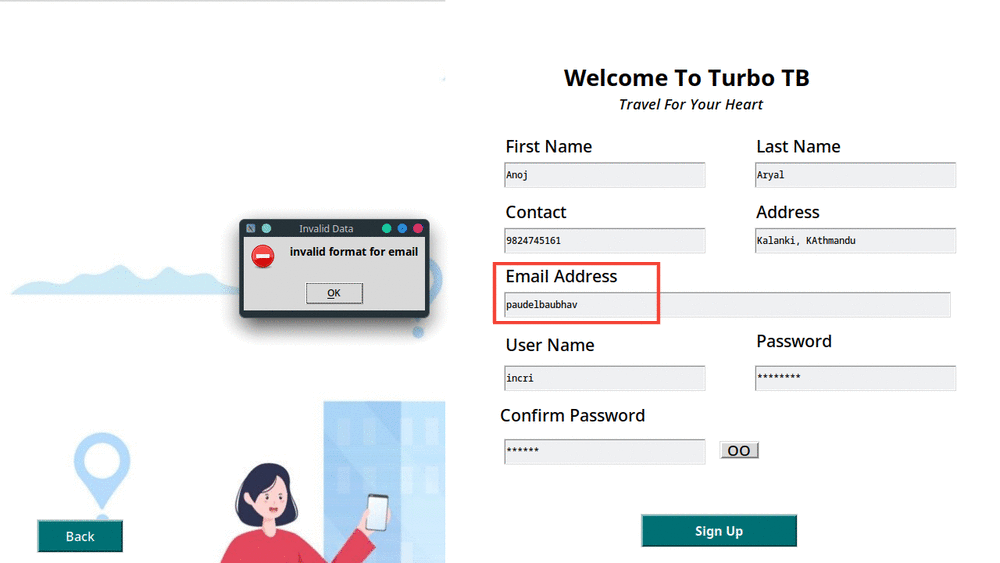 Welcome To Turbo TB
Travel For Your Heart
First Name
Last Name
Anoj
Aryal
Contact
Address
9824745161
Kalanki, KAthmandu
Invalid Data
invalid format for email
OK
Email Address
paudelbaubhav
User Name
Password
incri
********
Confirm Password
******
OO
Back
Sign Up